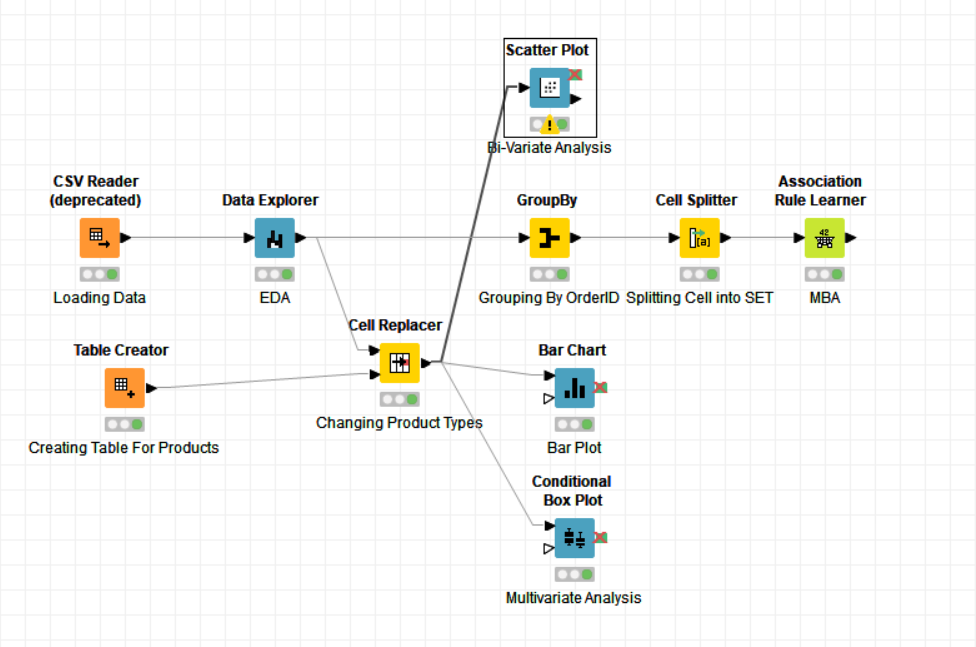 Scatter Plot
Bi-Variate Analysis
CSV Reader
(deprecated)
Loading Data
Data Explorer
EDA
GroupBy
Grouping By OrderID
Cell Splitter
[a]
Splitting Cell into SET
Association
Rule Learner
MBA
Table Creator
Creating Table For Products
Cell Replacer
Changing Product Types
Bar Chart
Bar Plot
Conditional
Box Plot
Multivariate Analysis